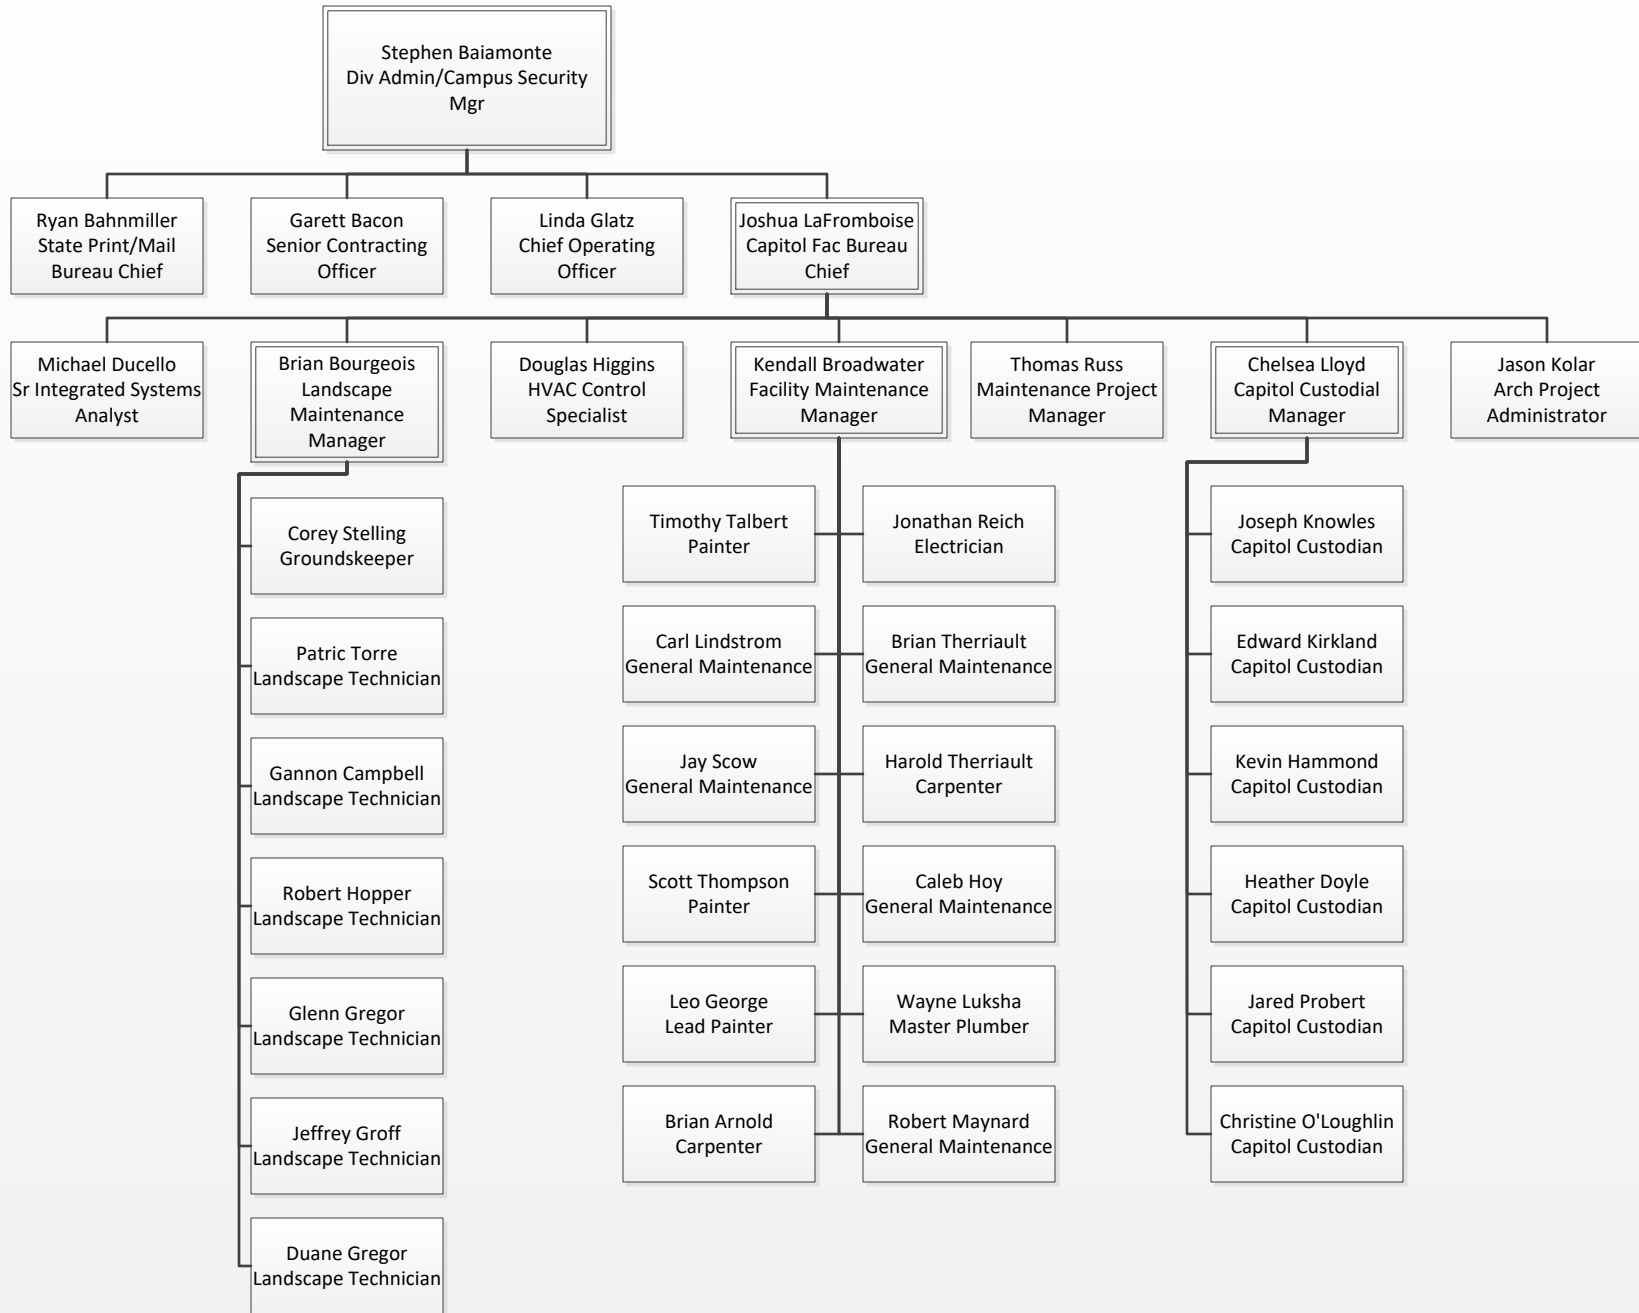 Stephen Baiamonte
Div Admin/Campus Security
Mgr
Ryan Bahnmiller
State Print/Mail
Bureau Chief
Garett Bacon
Senior Contracting
Officer
Linda Glatz
Chief Operating
Officer
Joshua LaFromboise
Capitol Fac Bureau
Chief
Michael Ducello
Sr Integrated Systems
Analyst
Brian Bourgeois
Landscape
Maintenance
Manager
Douglas Higgins
HVAC Control
Specialist
Kendall Broadwater
Facility Maintenance
Manager
Thomas Russ
Maintenance Project
Manager
Chelsea Lloyd
Capitol Custodial
Manager
Jason Kolar
Arch Project
Administrator
Corey Stelling
Groundskeeper
Patric Torre
Landscape Technician
Gannon Campbell
Landscape Technician
Robert Hopper
Landscape Technician
Glenn Gregor
Landscape Technician
Jeffrey Groff
Landscape Technician
Duane Gregor
Landscape Technician
Timothy Talbert
Painter
Jonathan Reich
Electrician
Carl Lindstrom
General Maintenance
Brian Therriault
General Maintenance
Jay Scow
General Maintenance
Harold Therriault
Carpenter
Scott Thompson
Painter
Caleb Hoy
General Maintenance
Leo George
Lead Painter
Wayne Luksha
Master Plumber
Brian Arnold
Carpenter
Robert Maynard
General Maintenance
Joseph Knowles
Capitol Custodian
Edward Kirkland
Capitol Custodian
Kevin Hammond
Capitol Custodian
Heather Doyle
Capitol Custodian
Jared Probert
Capitol Custodian
Christine O'Loughlin
Capitol Custodian